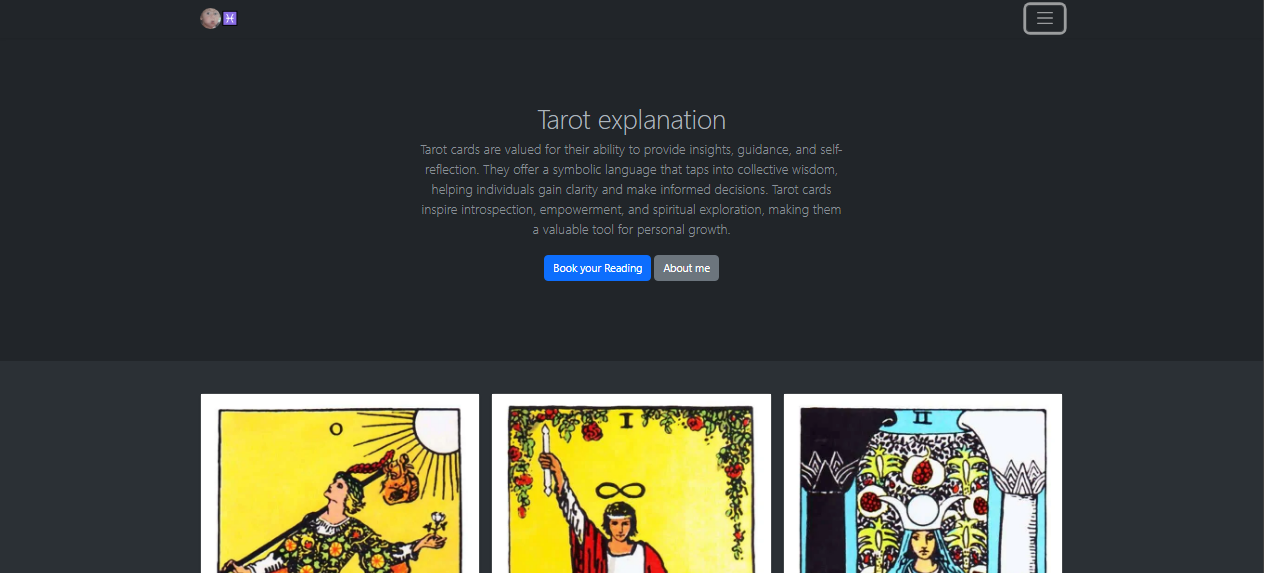 ♓
Tarot explanation
Tarot cards are valued for their ability to provide insights, guidance, and self-
reflection. They offer a symbolic language that taps into collective wisdom,
helping individuals gain clarity and make informed decisions. Tarot cards
inspire introspection, empowerment, and spiritual exploration, making them
a valuable tool for personal growth.
Book your Reading About me
0 I II